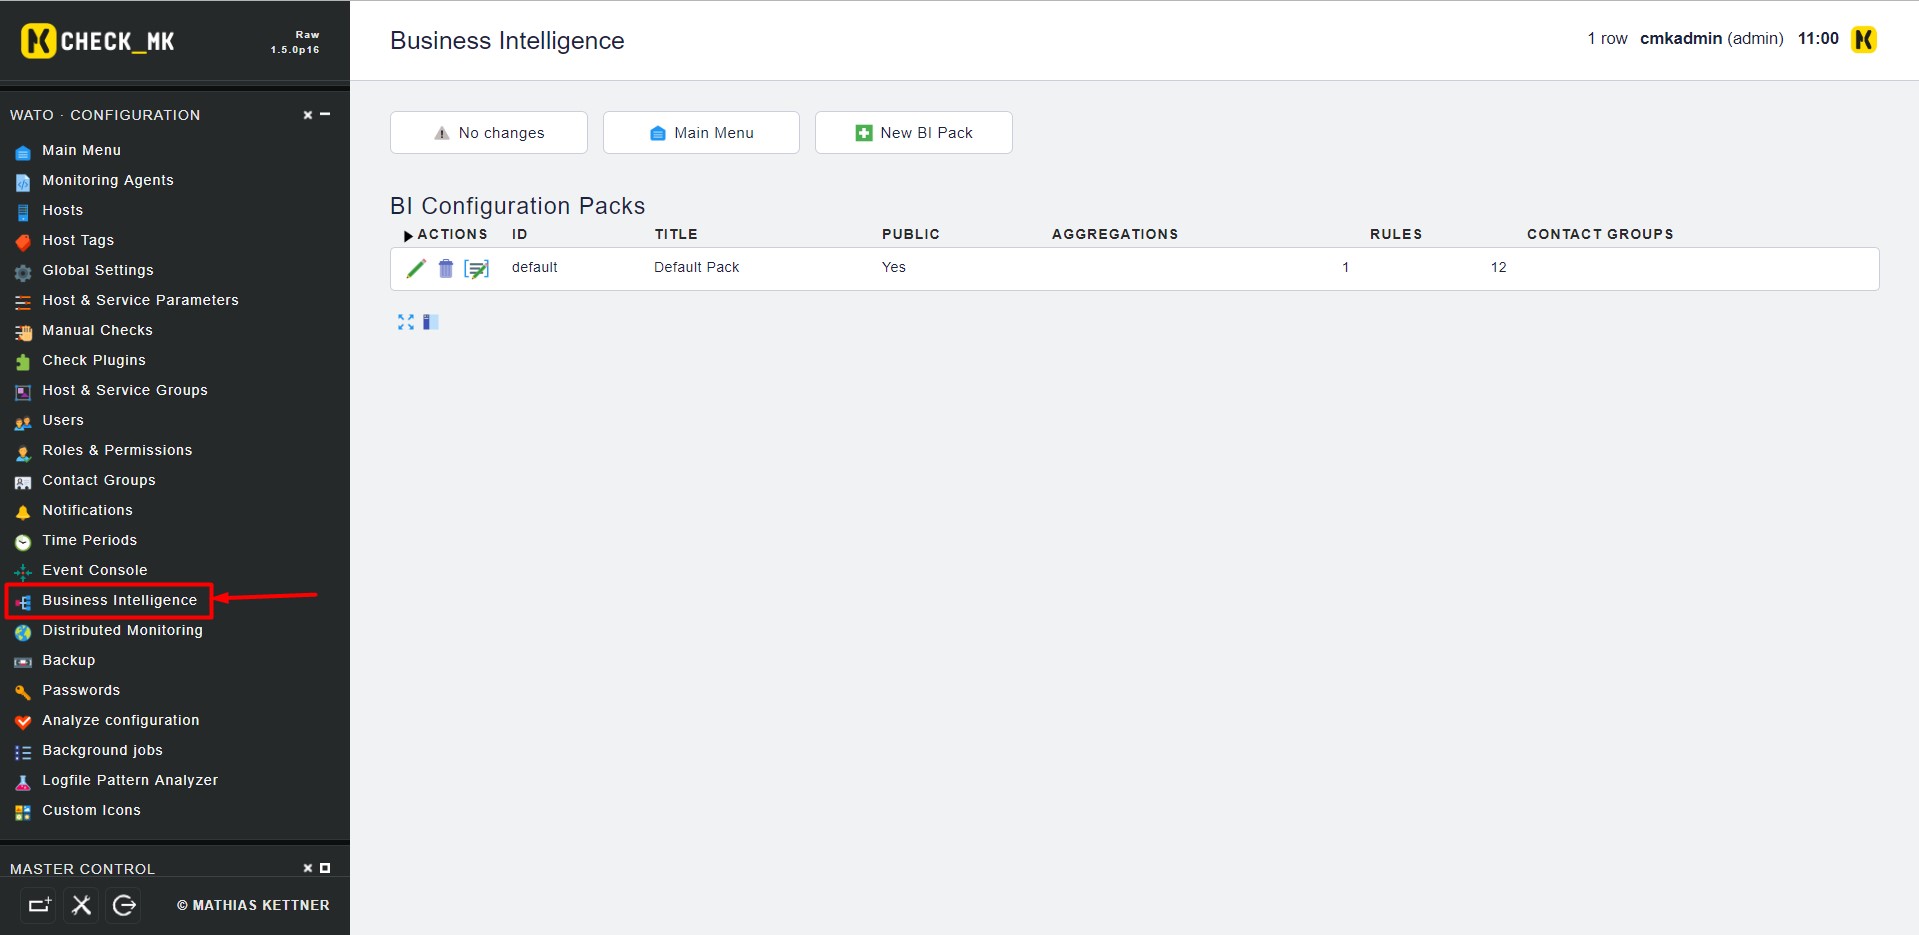 CHECK_MK
Raw
1.5.0p16
Business Intelligence
1 row cmkadmin (admin) 11:00
WATO · CONFIGURATION
Main Menu
Monitoring Agents
Hosts
Host Tags
Global Settings
Host & Service Parameters
Manual Checks
Check Plugins
Host & Service Groups
Users
Roles & Permissions
Contact Groups
Notifications
Time Periods
Event Console
Business Intelligence
Distributed Monitoring
Backup
Passwords
Analyze configuration
Background jobs
Logfile Pattern Analyzer
Custom Icons
MASTER CONTROL
© MATHIAS KETTNER
No changes
Main Menu
New BI Pack
BI Configuration Packs
ACTIONS ID TITLE PUBLIC AGGREGATIONS RULES CONTACT GROUPS
default Default Pack Yes 1 12